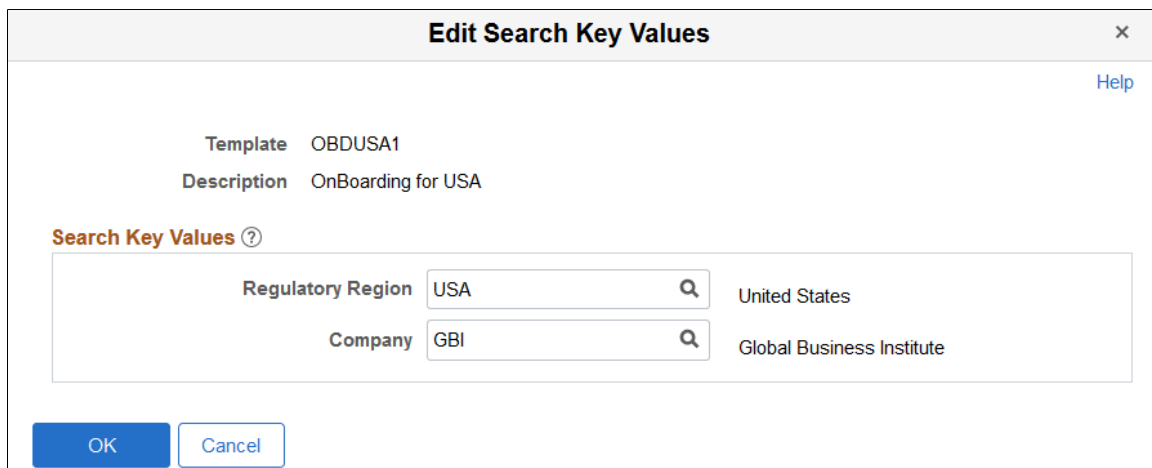 Edit Search Key Values ×
Help
Template OBDUSA1
Description OnBoarding for USA
Search Key Values ?
Regulatory Region USA United States
Company GBI Global Business Institute
OK Cancel